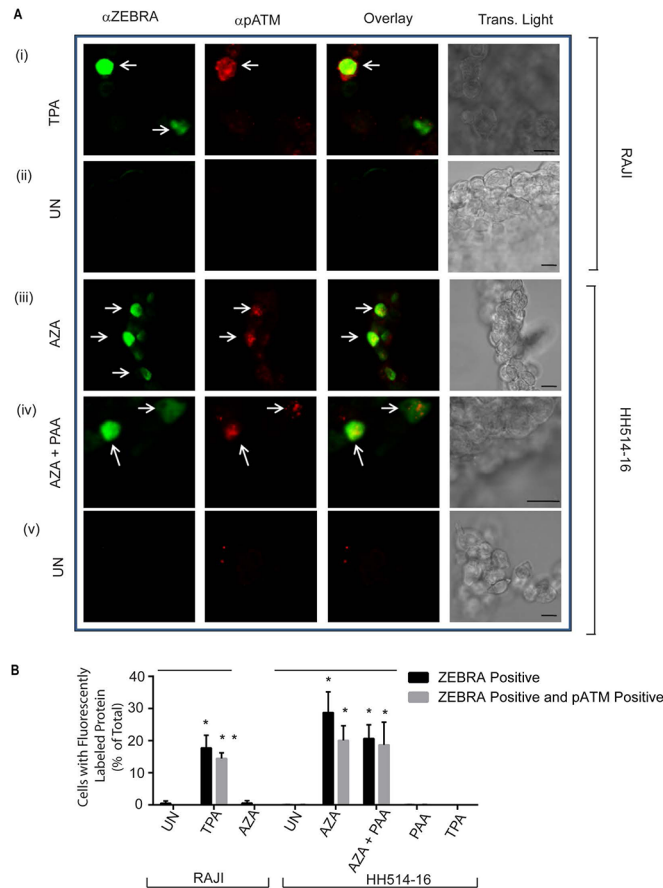 A
αZEBRA αpATM Overlay Trans. Light
(i) TPA
(ii) UN
RAJI
(iii) AZA
(iv) AZA + PAA
(v) UN
HH514-16
B
Cells with Fluorescently
Labeled Protein
(% of Total)
40
30
20
10
0
* * * * * * *
ZEBRA Positive
ZEBRA Positive and pATM Positive
UN TPA AZA UN AZA AZA + PAA PAA TPA
RAJI HH514-16